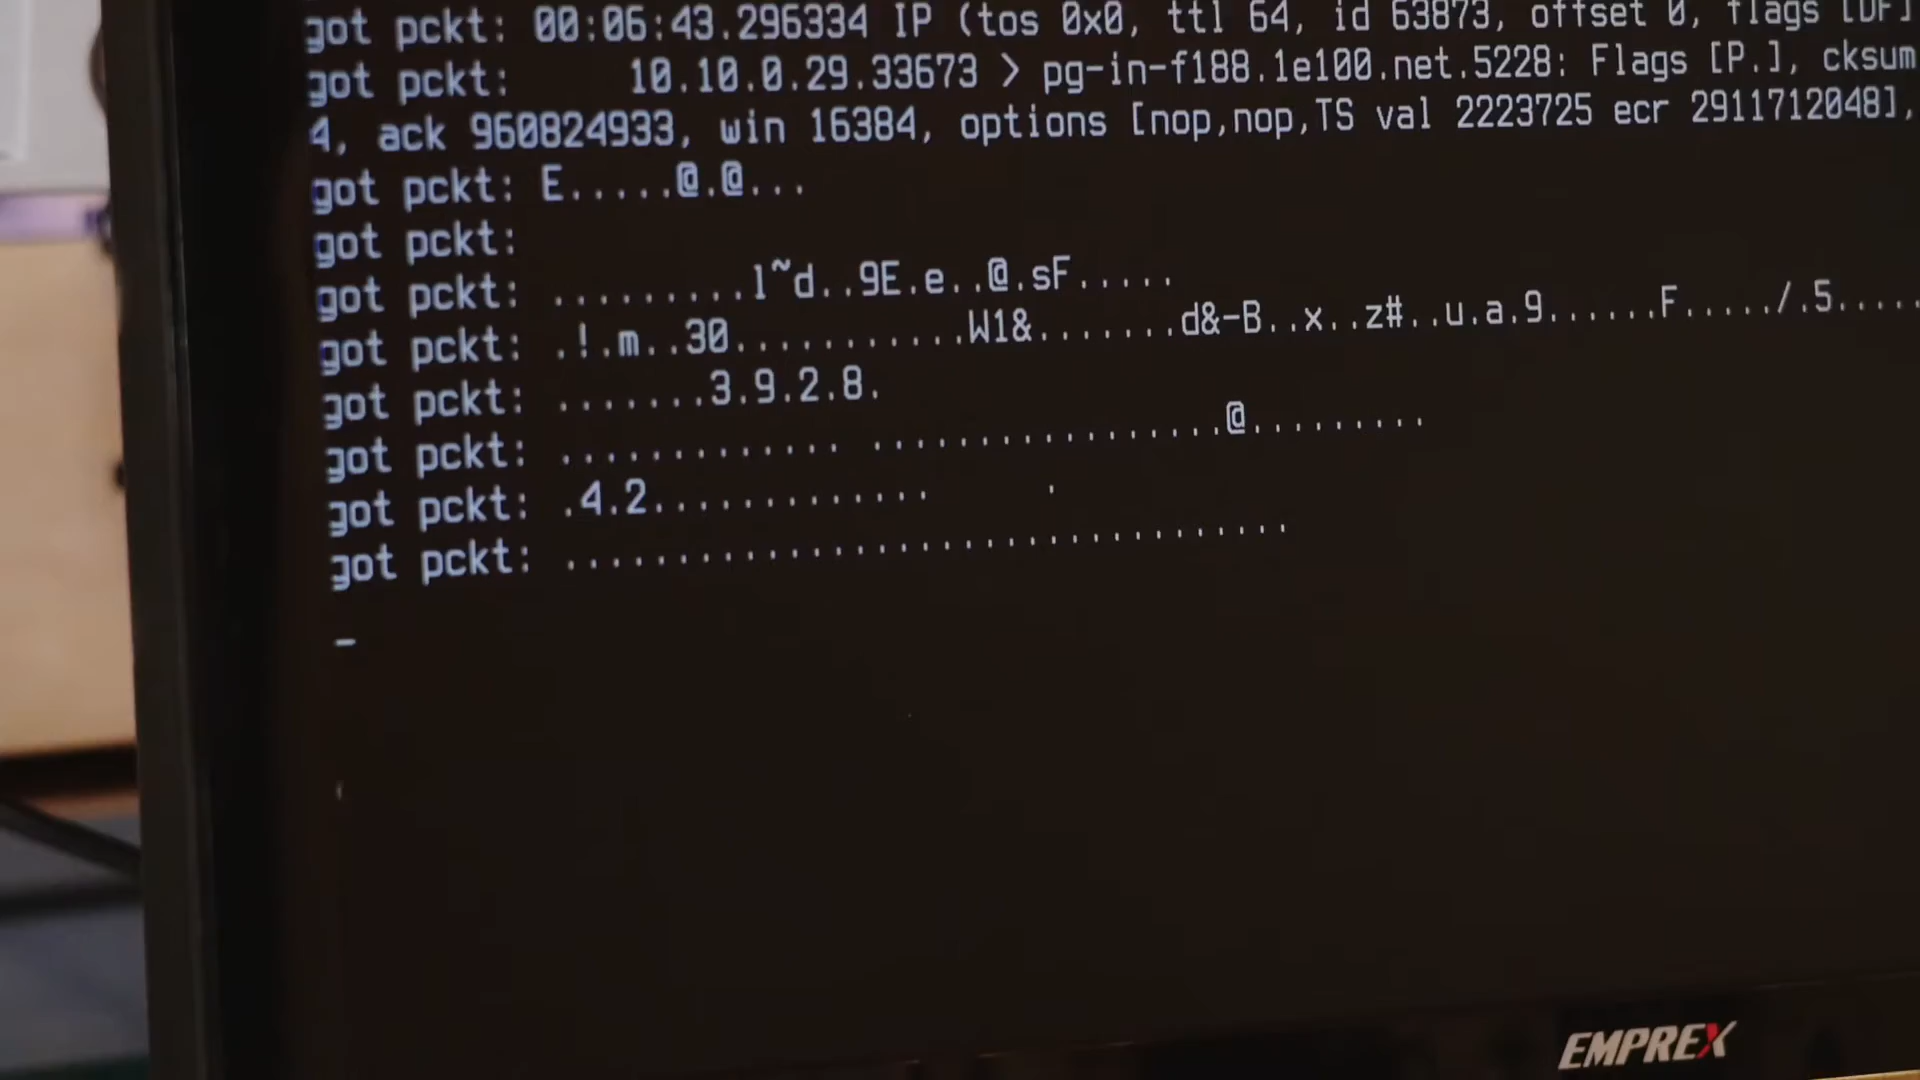 got pckt: 00:06:43.296334 IP (tos 0x0, ttl 64, id 63873, offset 0, flags [DF]
got pckt:     10.10.0.29.33673 > pg-in-f188.1e100.net.5228: Flags [P.], cksum
4, ack 960824933, win 16384, options [nop,nop,TS val 2223725 ecr 2911712048],
got pckt: E.....@.@...
got pckt:
got pckt: .........l~d..9E.e..@.sF.....
got pckt: .!.m..30...........W1&.......d&-B..x..z#..u.a.9......F...../.5.....
got pckt: .......3.9.2.8.
got pckt: ............. ................@.........
got pckt: .4.2.............     .
got pckt: .................................
_
EMPREX